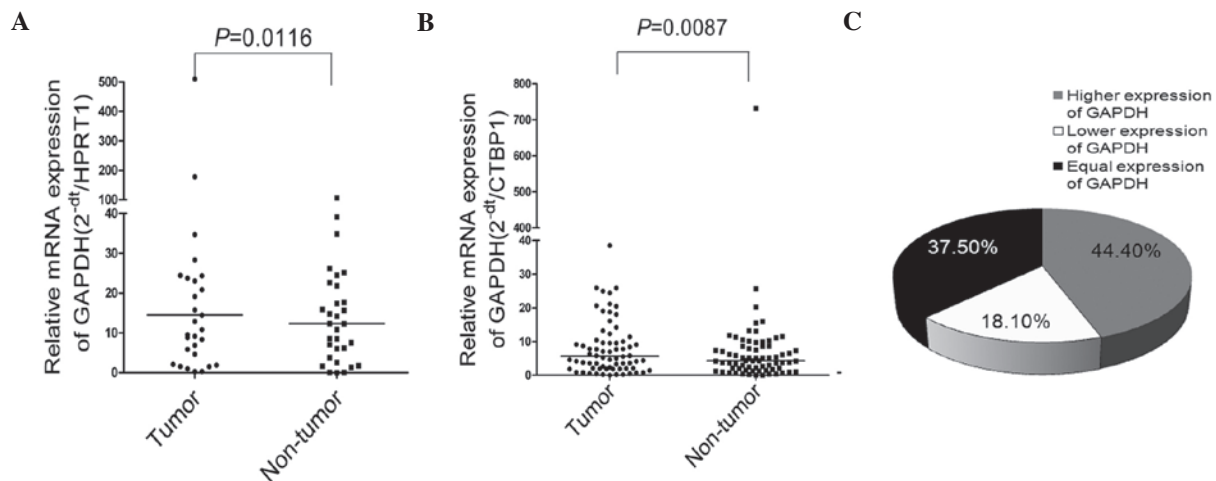 A
P=0.0116
Relative mRNA expression
of GAPDH(2^-dt/HPRT1)
500
400
300
200
100
40
30
20
10
0
Tumor
Non-tumor
B
P=0.0087
Relative mRNA expression
of GAPDH(2^-dt/CTBP1)
800
700
600
500
400
40
30
20
10
0
Tumor
Non-tumor
C
Higher expression
of GAPDH
Lower expression
of GAPDH
Equal expression
of GAPDH
37.50%
44.40%
18.10%